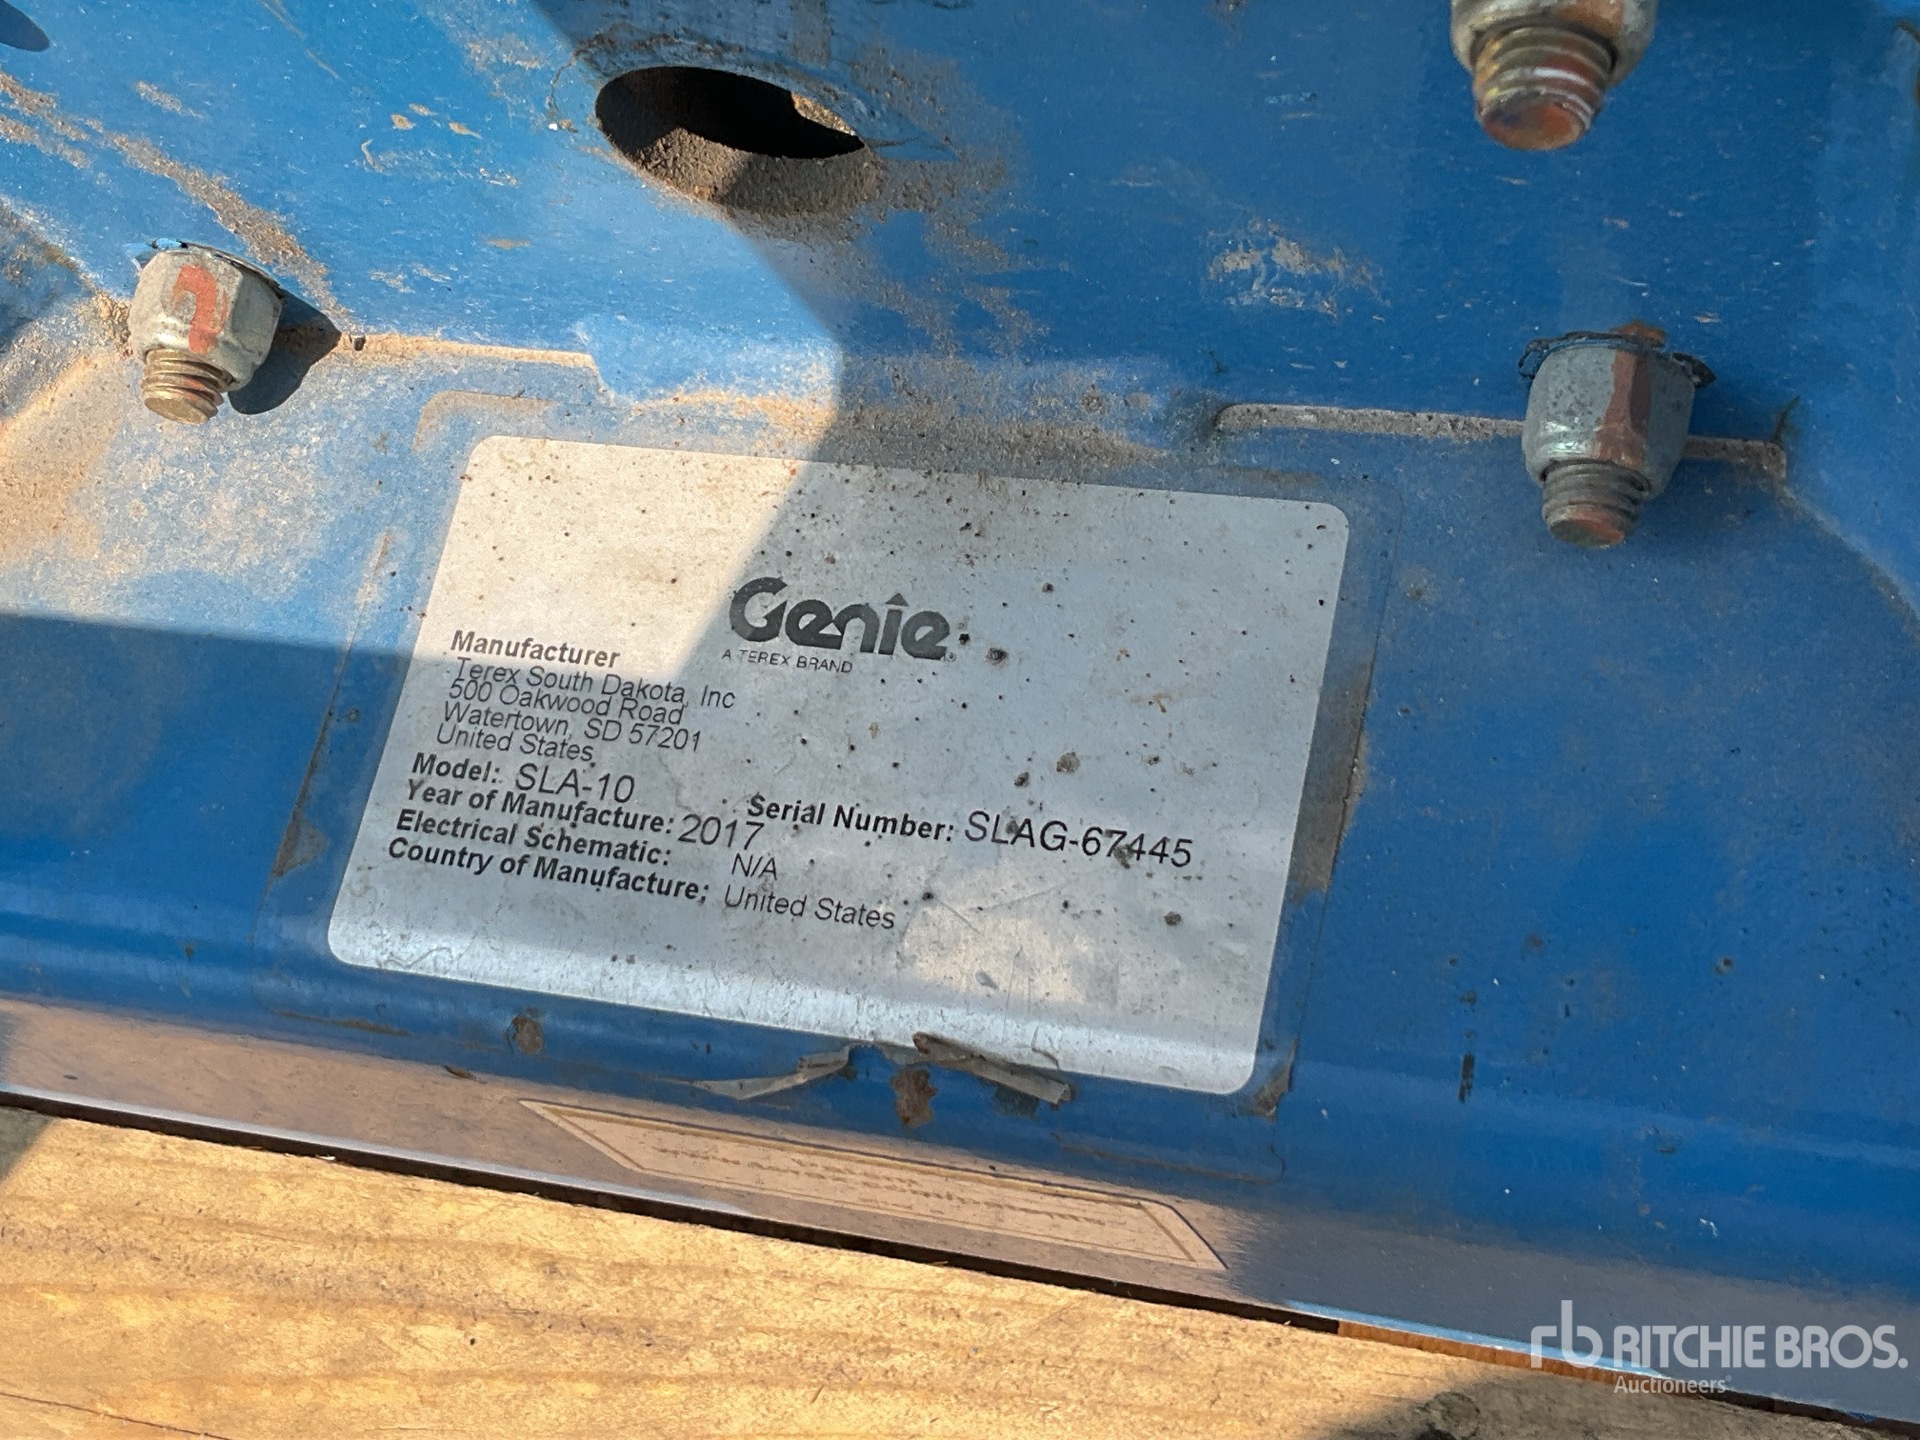 Genie
A TEREX BRAND
Manufacturer
Terex South Dakota, Inc
500 Oakwood Road
Watertown, SD 57201
United States
Model: SLA-10
Serial Number: SLAG-67445
Year of Manufacture: 2017
Electrical Schematic: N/A
Country of Manufacture: United States
rb RITCHIE BROS.
Auctioneers